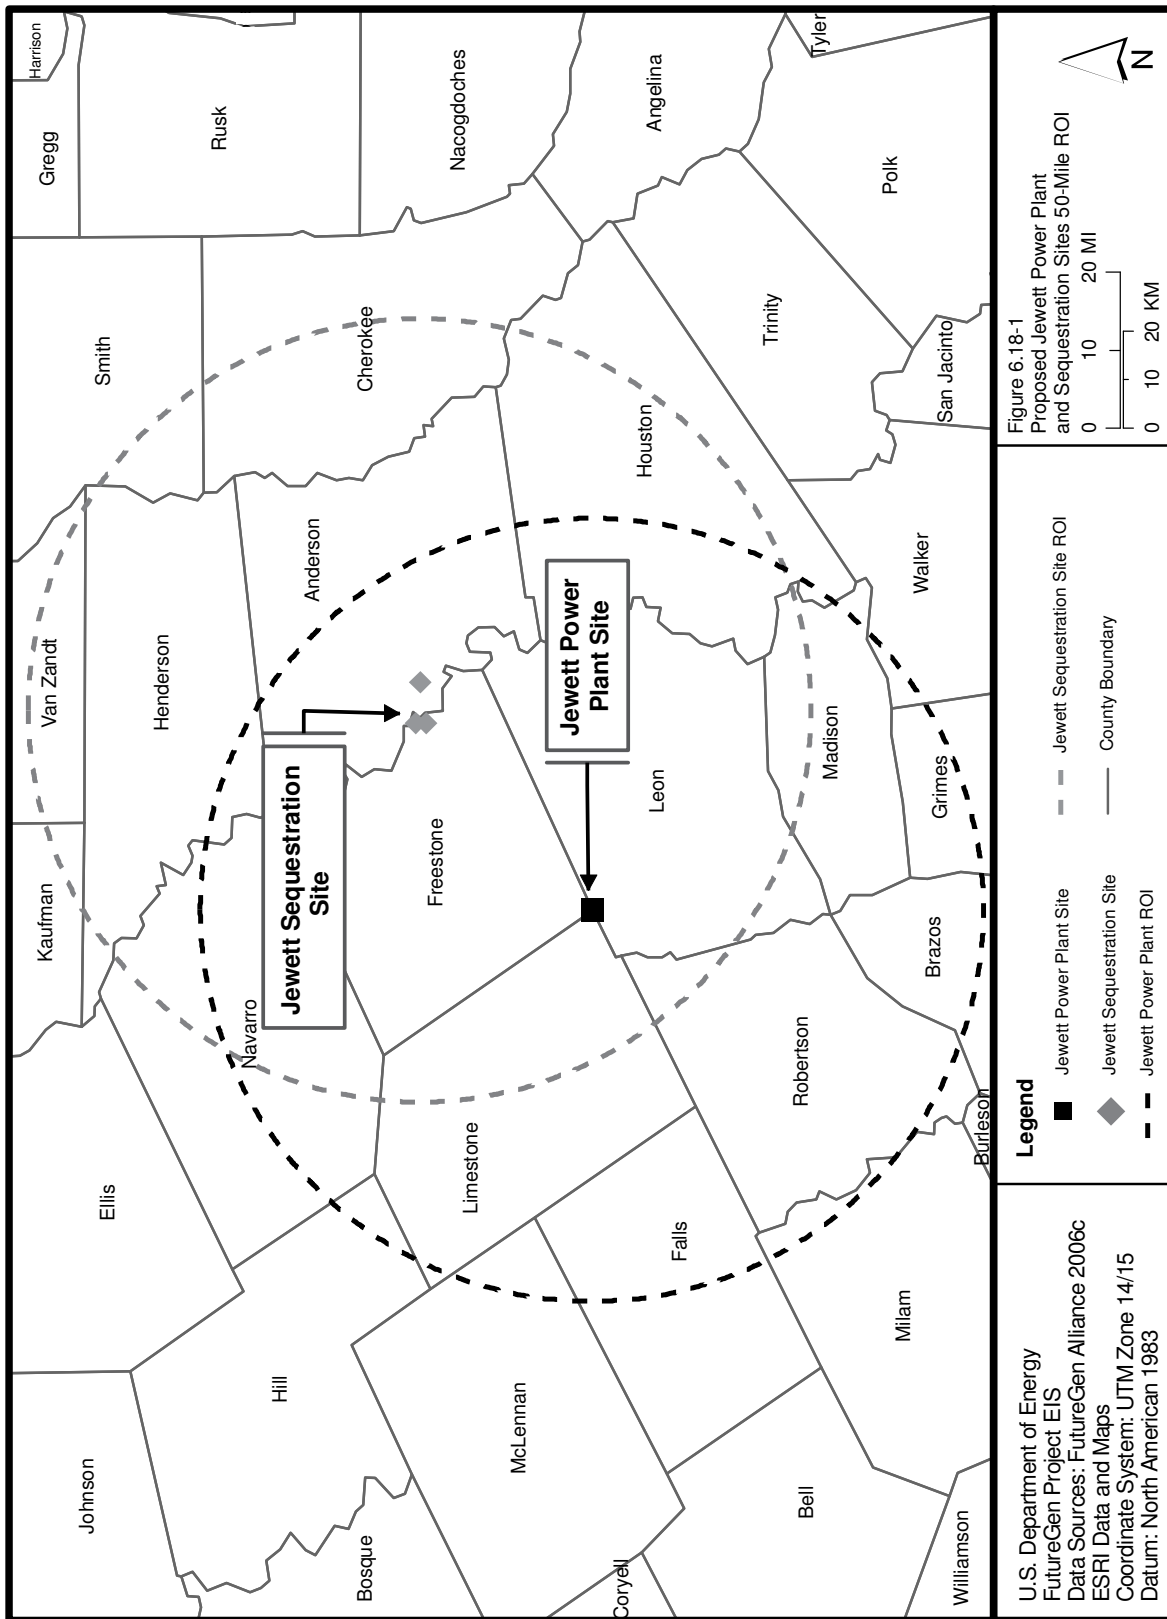 Johnson
Ellis
Kaufman
Van Zandt
Smith
Gregg
Harrison
Rusk
Henderson
Hill
Navarro
Anderson
Cherokee
Bosque
Jewett Sequestration
Site
Freestone
Nacogdoches
McLennan
Limestone
Jewett Power
Plant Site
Houston
Angelina
Coryell
Falls
Leon
Trinity
Tyler
Bell
Robertson
Madison
Polk
Milam
Brazos
Grimes
Walker
San Jacinto
Williamson
Burleson
U.S. Department of Energy
FutureGen Project EIS
Data Sources: FutureGen Alliance 2006c
ESRI Data and Maps
Coordinate System: UTM Zone 14/15
Datum: North American 1983
Legend
Jewett Power Plant Site
Jewett Sequestration Site
Jewett Power Plant ROI
Jewett Sequestration Site ROI
County Boundary
Figure 6.18-1
Proposed Jewett Power Plant
and Sequestration Sites 50-Mile ROI
0 10 20 MI
0 10 20 KM
N